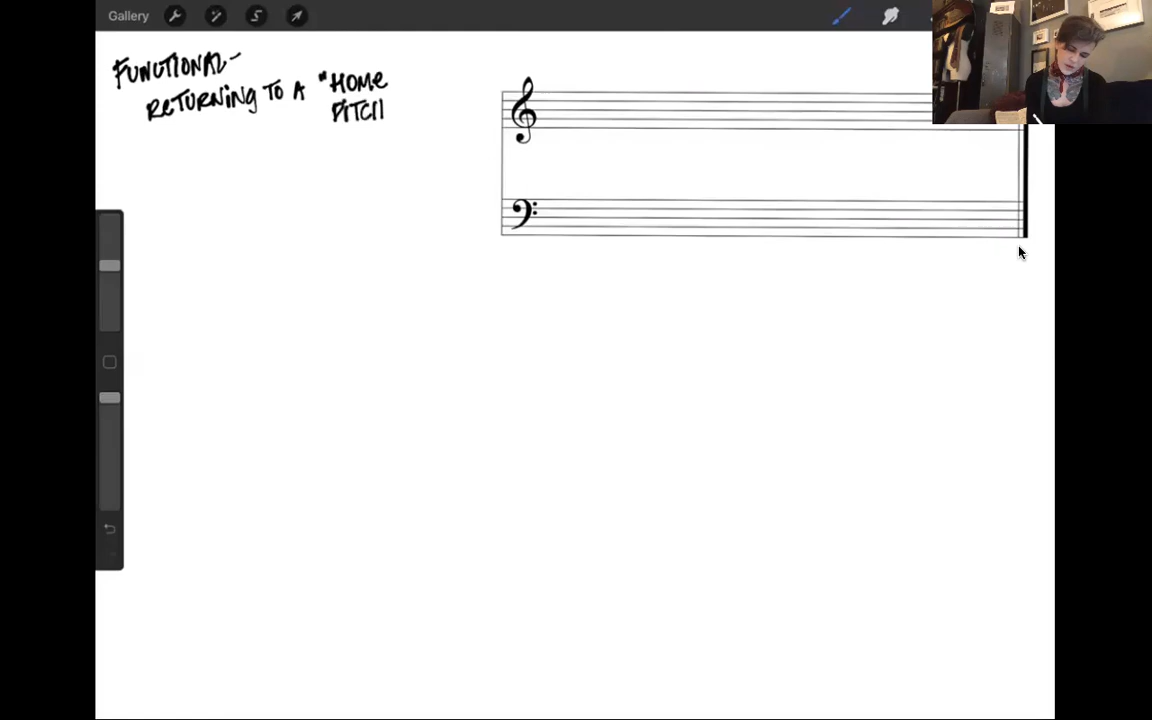 Gallery
FUNCTIONAL-
RETURNING TO A "HOME
PITCH